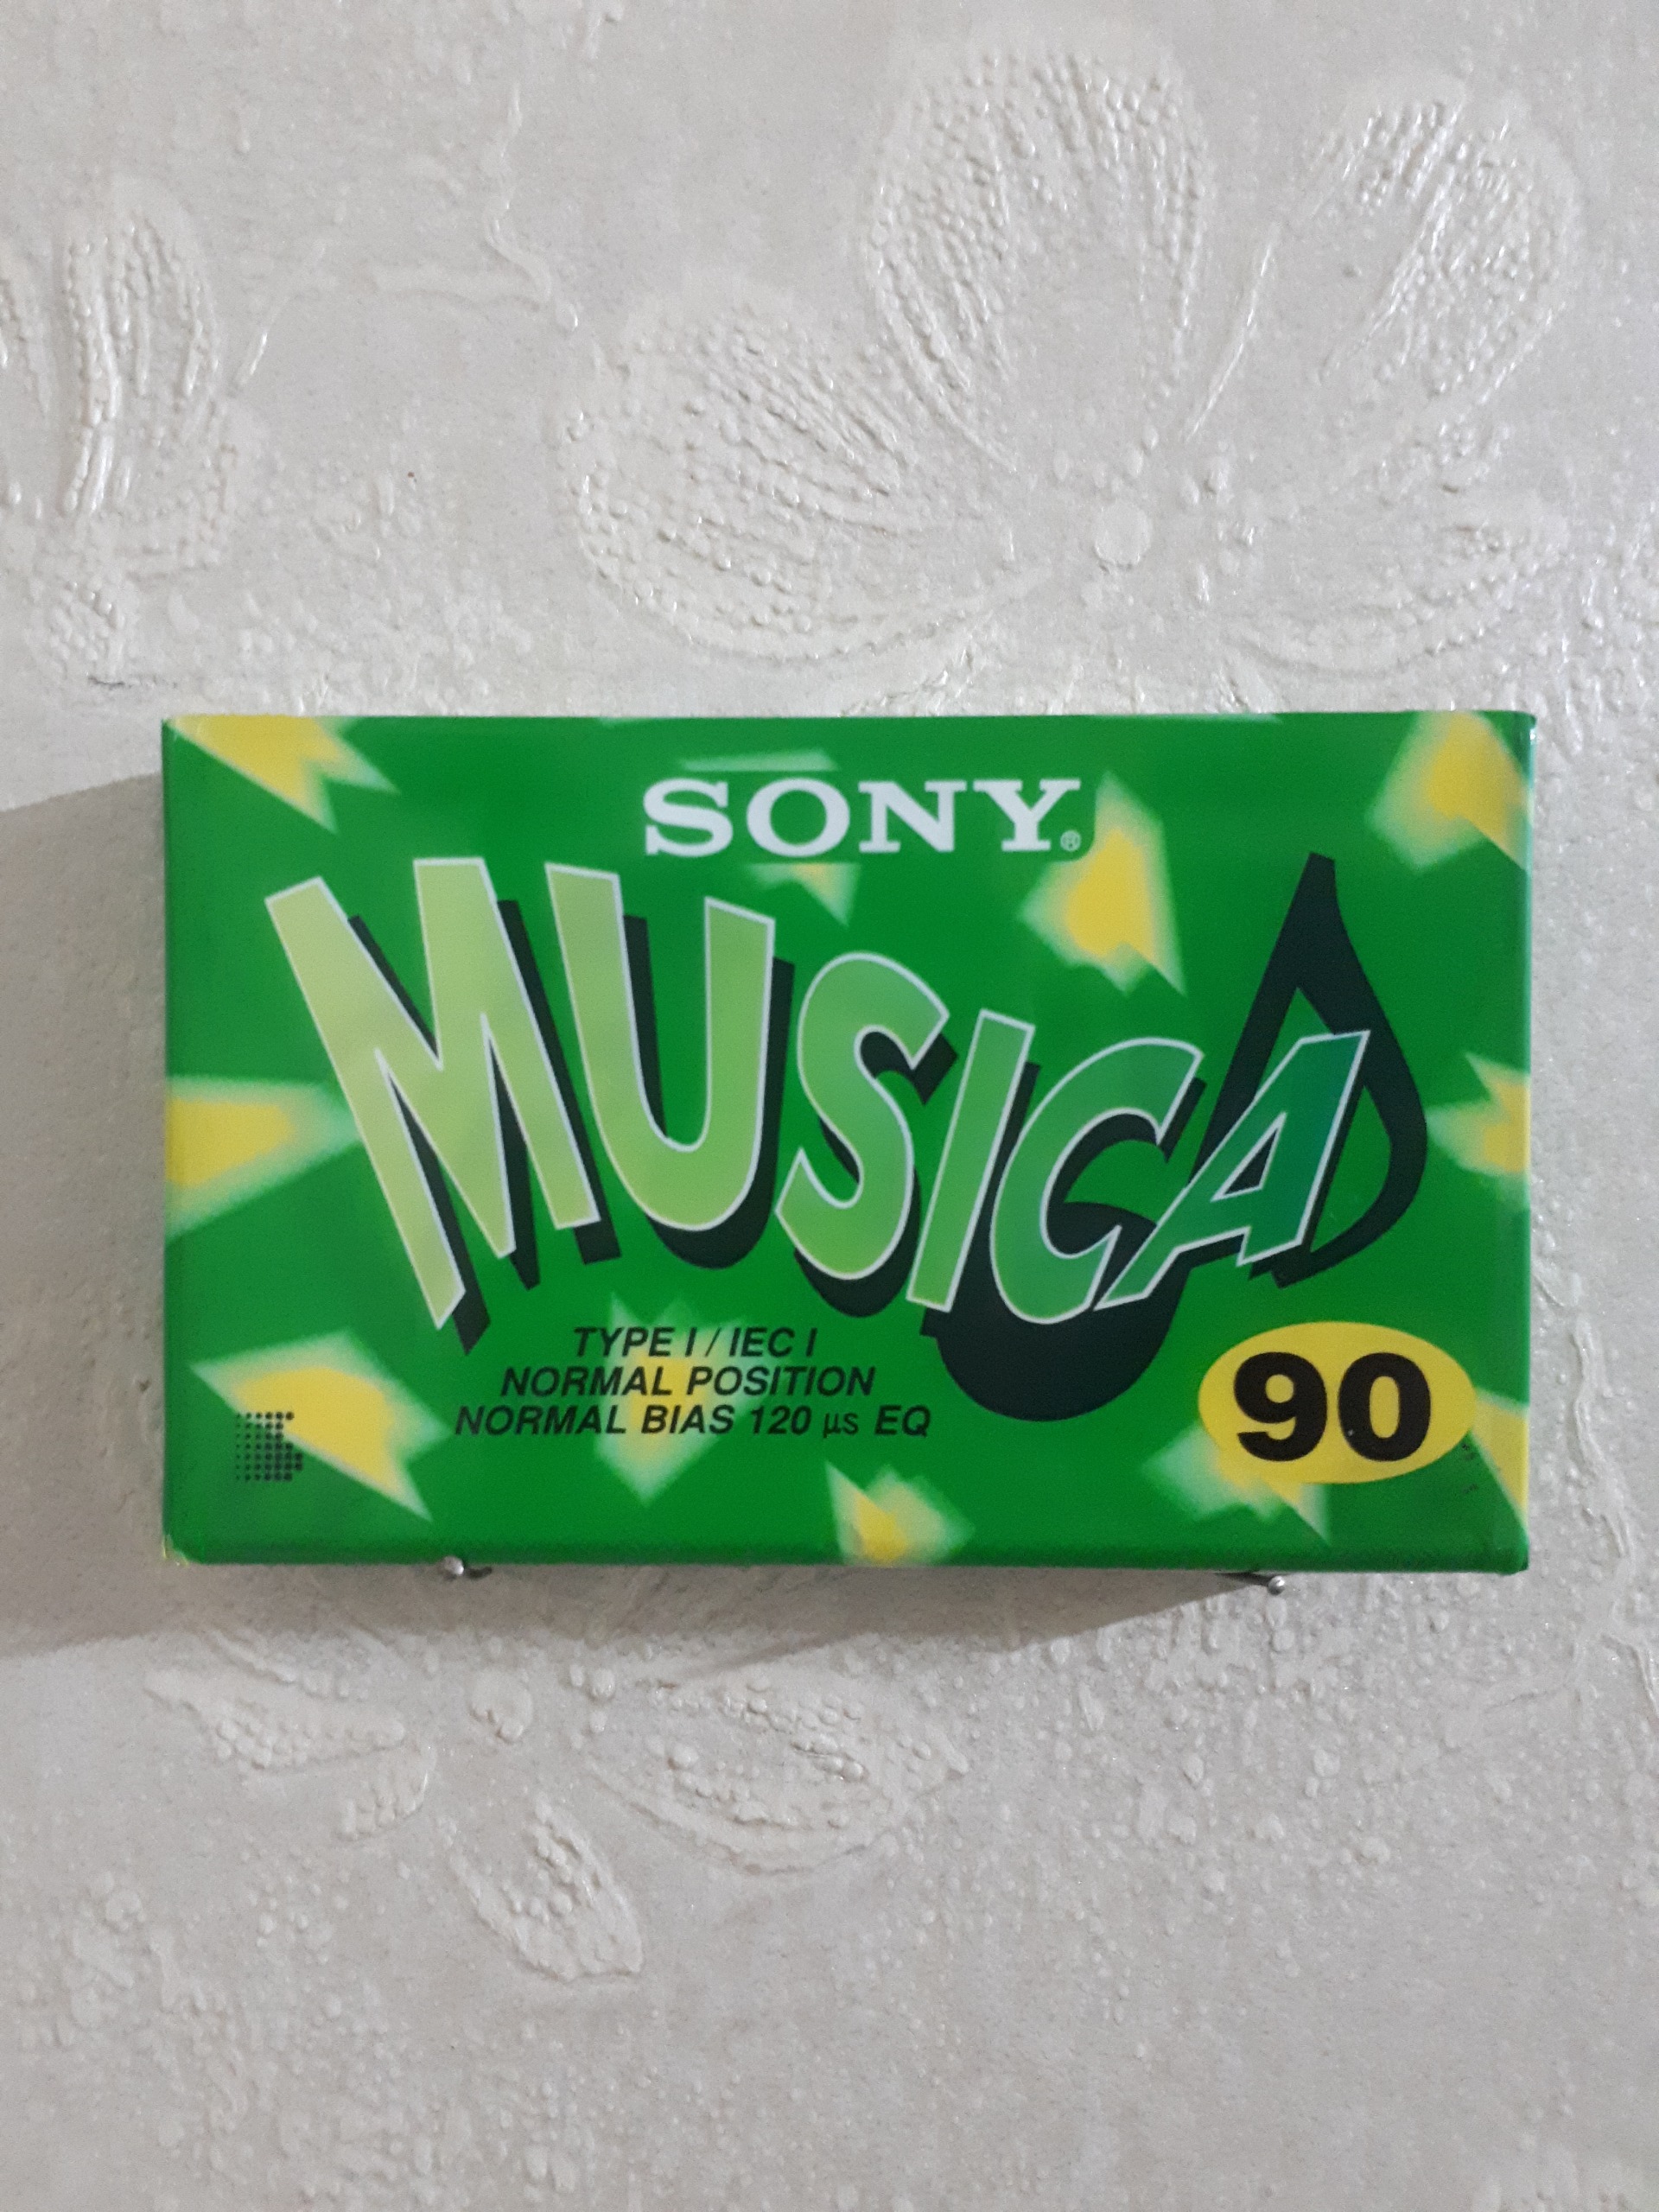 SONY®
MUSICA
TYPE I / IEC I
NORMAL POSITION
NORMAL BIAS 120 µs EQ
90